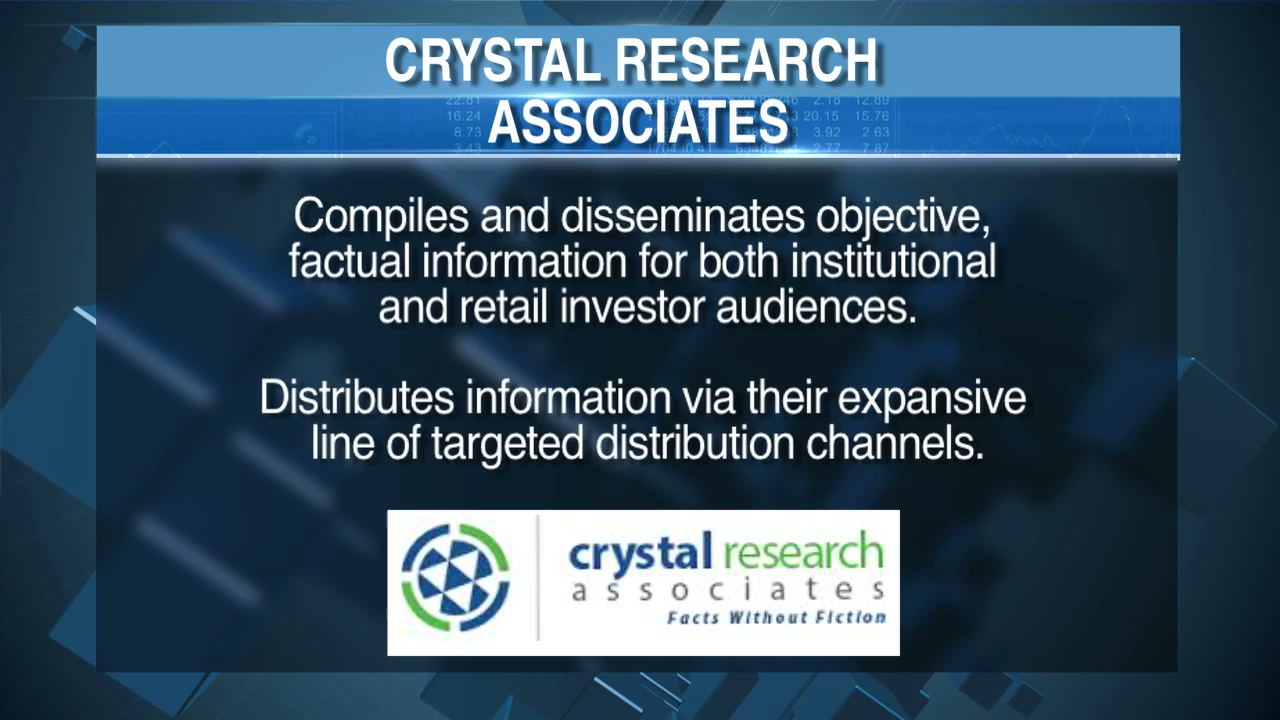 CRYSTAL RESEARCH
ASSOCIATES
Compiles and disseminates objective,
factual information for both institutional
and retail investor audiences.
Distributes information via their expansive
line of targeted distribution channels.
crystal research
associates
Facts Without Fiction